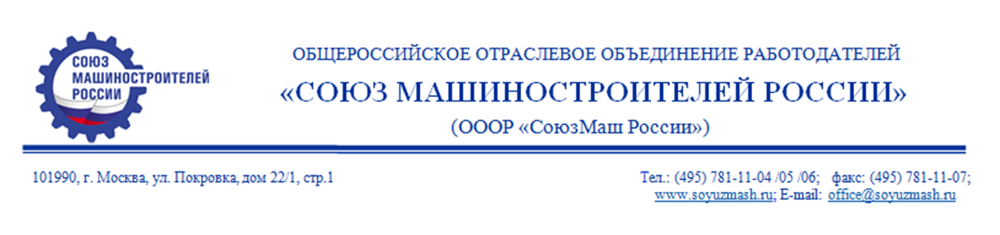 СОЮЗ
МАШИНОСТРОИТЕЛЕЙ
РОССИИ
ОБЩЕРОССИЙСКОЕ ОТРАСЛЕВОЕ ОБЪЕДИНЕНИЕ РАБОТОДАТЕЛЕЙ
«СОЮЗ МАШИНОСТРОИТЕЛЕЙ РОССИИ»
(ОООР «СоюзМаш России»)
101990, г. Москва, ул. Покровка, дом 22/1, стр.1
Тел.: (495) 781-11-04 /05 /06; факс: (495) 781-11-07;
www.soyuzmash.ru; E-mail: office@soyuzmash.ru